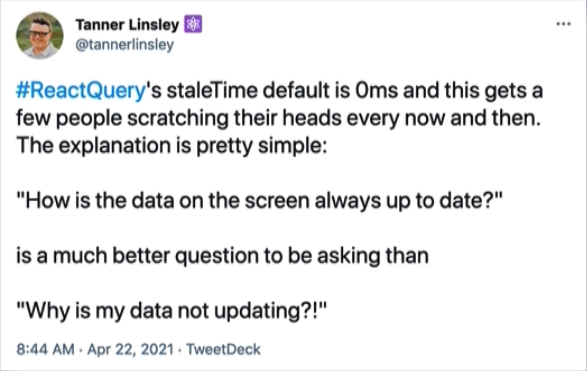 Tanner Linsley ⚛
@tannerlinsley
#ReactQuery's staleTime default is 0ms and this gets a
few people scratching their heads every now and then.
The explanation is pretty simple:
"How is the data on the screen always up to date?"
is a much better question to be asking than
"Why is my data not updating?!"
8:44 AM · Apr 22, 2021 · TweetDeck